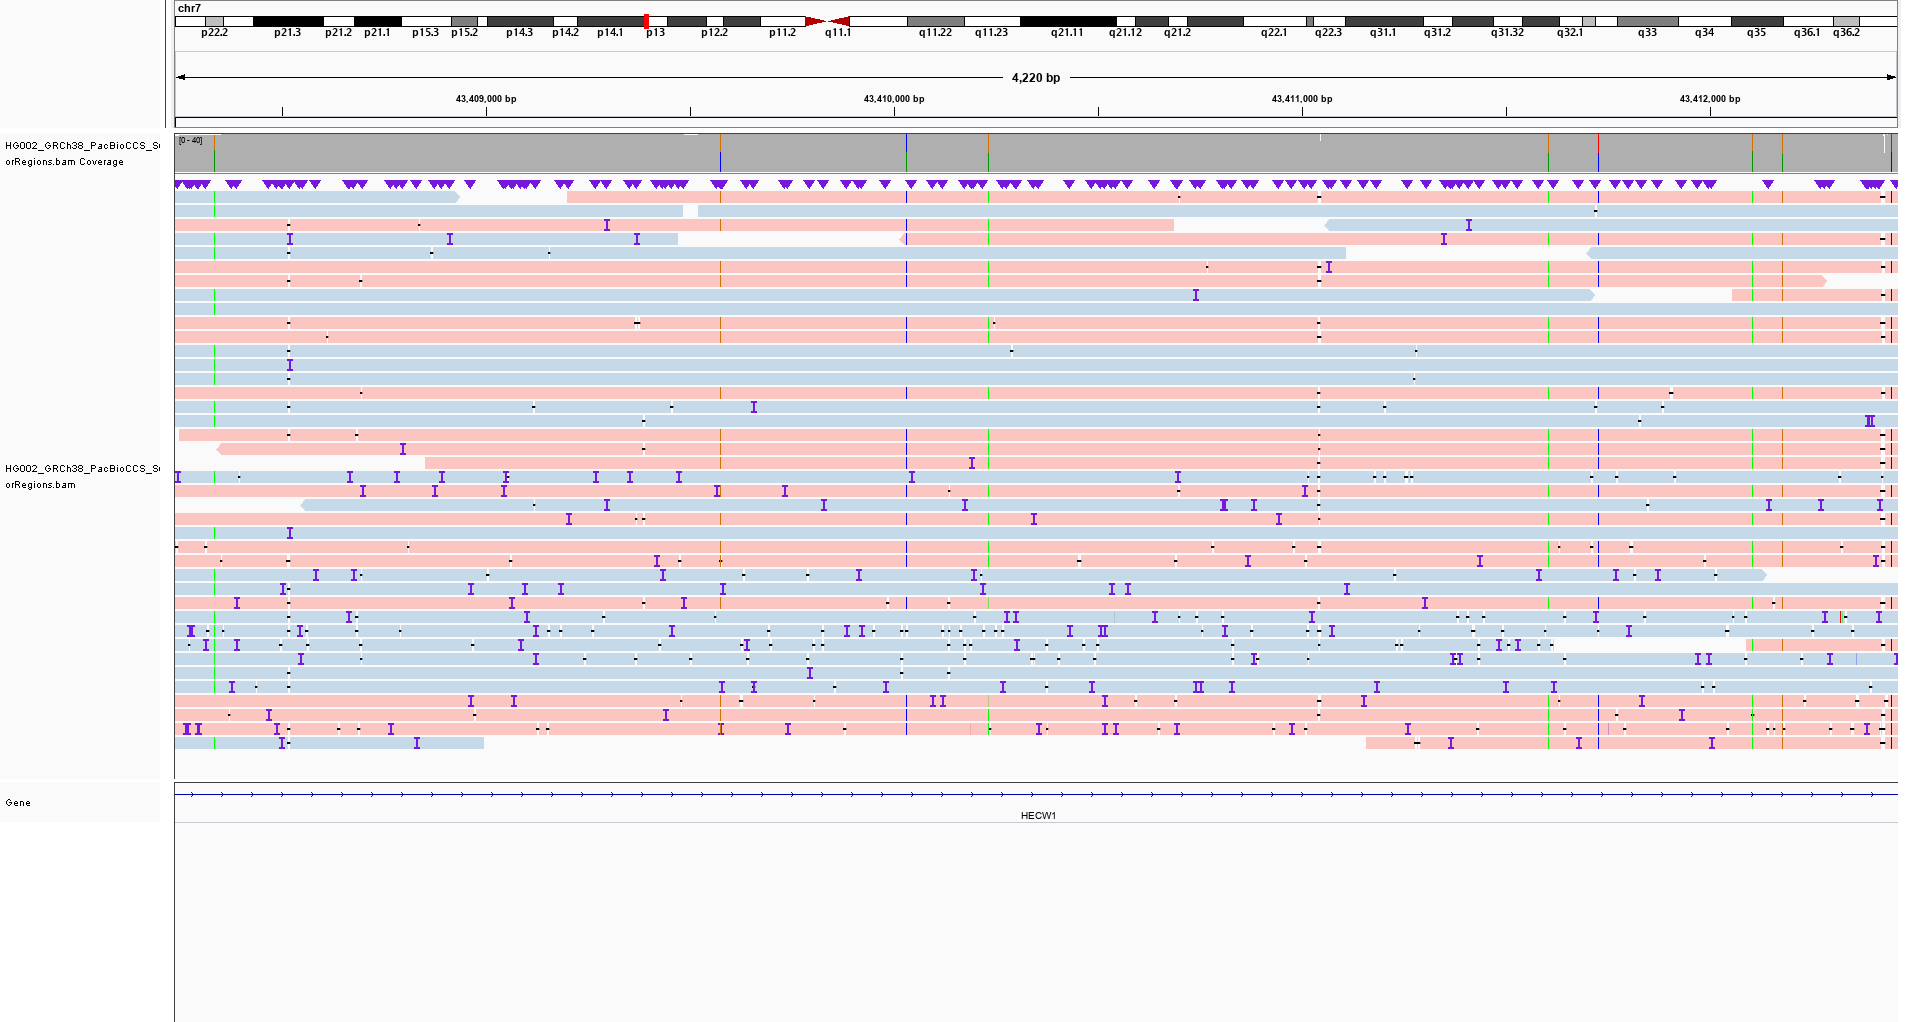 chr7
p22.2 p21.3 p21.2 p21.1 p15.3 p15.2 p14.3 p14.2 p14.1 p13 p12.2 p11.2 q11.1 q11.22 q11.23 q21.11 q21.12 q21.2 q22.1 q22.3 q31.1 q31.2 q31.32 q32.1 q33 q34 q35 q36.1 q36.2
4,220 bp
43,409,000 bp 43,410,000 bp 43,411,000 bp 43,412,000 bp
[0 - 40]
HG002_GRCh38_PacBioCCS_S
orRegions.bam Coverage
HG002_GRCh38_PacBioCCS_S
orRegions.bam
Gene
HECW1